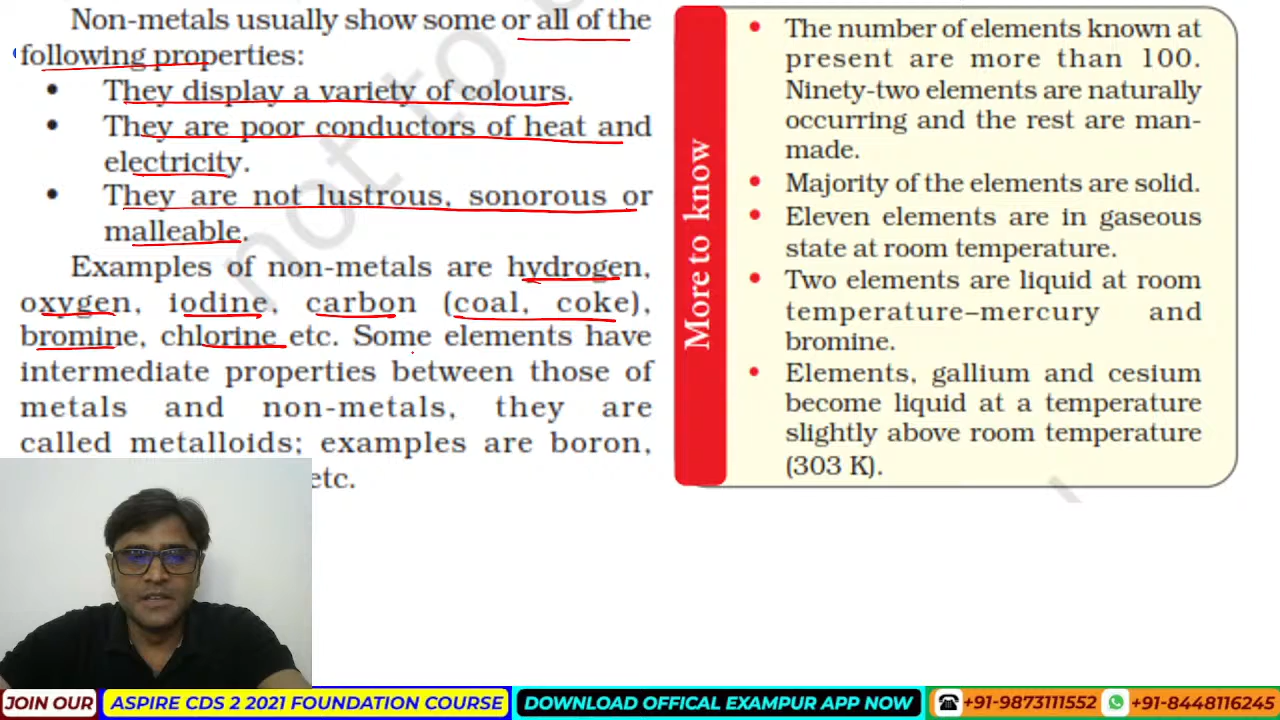 Non-metals usually show some or all of the
following properties:
• They display a variety of colours.
• They are poor conductors of heat and
electricity.
• They are not lustrous, sonorous or
malleable.
Examples of non-metals are hydrogen,
oxygen, iodine, carbon (coal, coke),
bromine, chlorine etc. Some elements have
intermediate properties between those of
metals and non-metals, they are
called metalloids; examples are boron,
etc.
More to know
• The number of elements known at
present are more than 100.
Ninety-two elements are naturally
occurring and the rest are man-
made.
• Majority of the elements are solid.
• Eleven elements are in gaseous
state at room temperature.
• Two elements are liquid at room
temperature–mercury and
bromine.
• Elements, gallium and cesium
become liquid at a temperature
slightly above room temperature
(303 K).
not to
JOIN OUR ASPIRE CDS 2 2021 FOUNDATION COURSE DOWNLOAD OFFICAL EXAMPUR APP NOW +91-9873111552 +91-8448116245